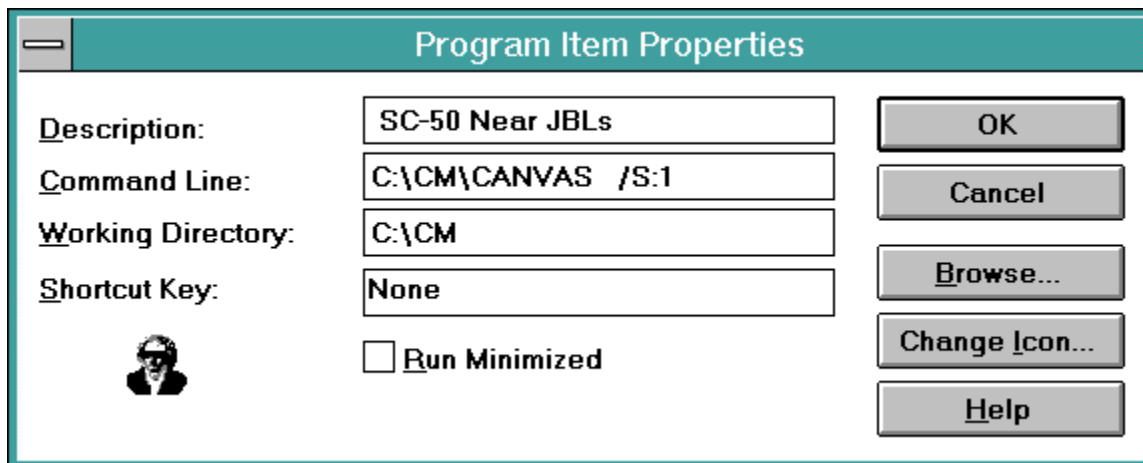 Program Item Properties
Description: SC-50 Near JBLs
OK
Command Line: C:\CM\CANVAS /S:1
Cancel
Working Directory: C:\CM
Browse...
Shortcut Key: None
Change Icon...
Run Minimized
Help